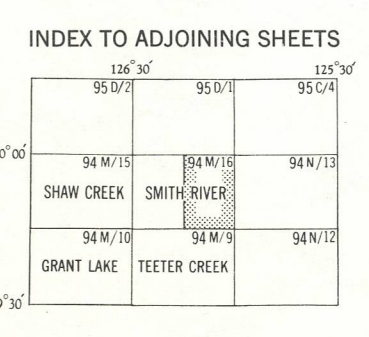 INDEX TO ADJOINING SHEETS
126°30′ 125°30′
95 D/2 95 D/1 95 C/4
0°00′
94 M/15 94 M/16 94 N/13
SHAW CREEK SMITH RIVER
94 M/10 94 M/9 94 N/12
GRANT LAKE TEETER CREEK
9°30′